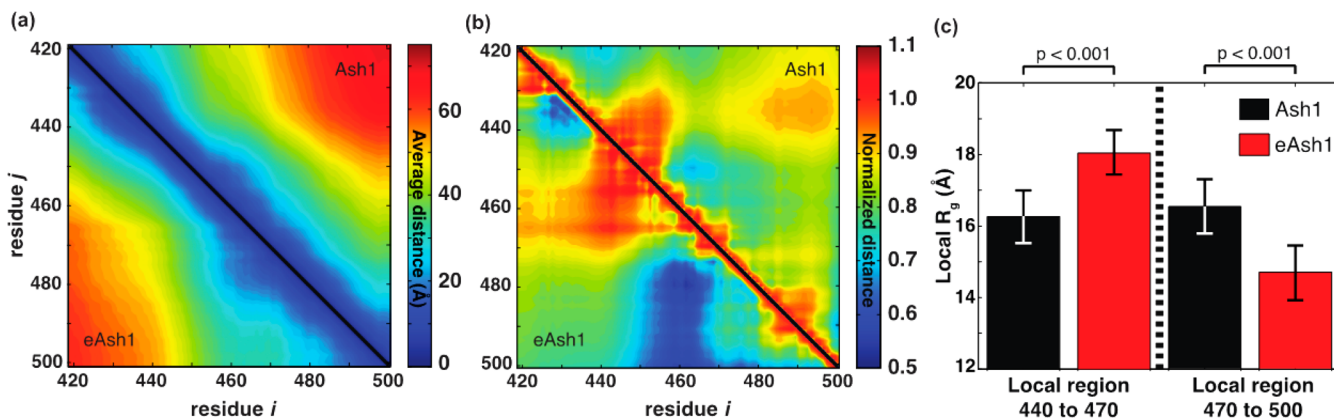 (a)
420
440
460
480
500
residue j
Ash1
eAsh1
420 440 460 480 500
residue i
60
40
20
0
Average distance (Å)
(b)
420
440
460
480
500
Ash1
eAsh1
420 440 460 480 500
residue i
1.1
1.0
0.9
0.8
0.7
0.6
0.5
Normalized distance
(c)
p < 0.001 p < 0.001
20
18
16
14
12
Local Rg (Å)
Ash1
eAsh1
Local region Local region
440 to 470 470 to 500